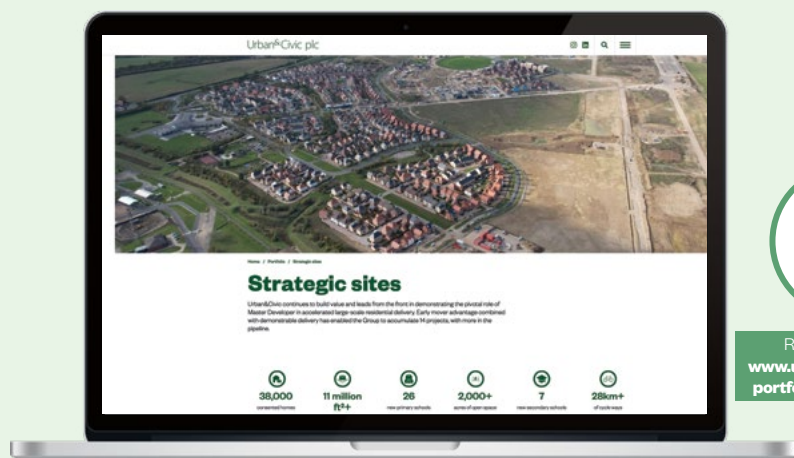 Urban&Civic plc
Home / Portfolio / Strategic sites
Strategic sites
Urban&Civic continues to build value and leads from the front in demonstrating the pivotal role of
Master Developer in accelerated large-scale residential delivery. Early mover advantage combined
with demonstrable delivery has enabled the Group to accumulate 14 projects, with more in the
pipeline.
38,000
consented homes
11 million
ft²+
26
new primary schools
2,000+
acres of open space
7
new secondary schools
28km+
of cycle ways
R
www.u
portfo